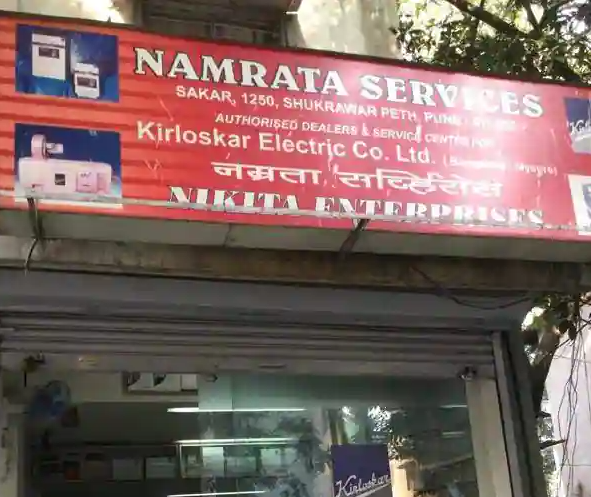 NAMRATA SERVICES
SAKAR, 1250, SHUKRAWAR PETH, PUNE
AUTHORISED DEALERS & SERVICE CENTRE FOR
Kirloskar Electric Co. Ltd.
नम्रता सर्व्हिसेस
NIKITA ENTERPRISES
Kirloskar